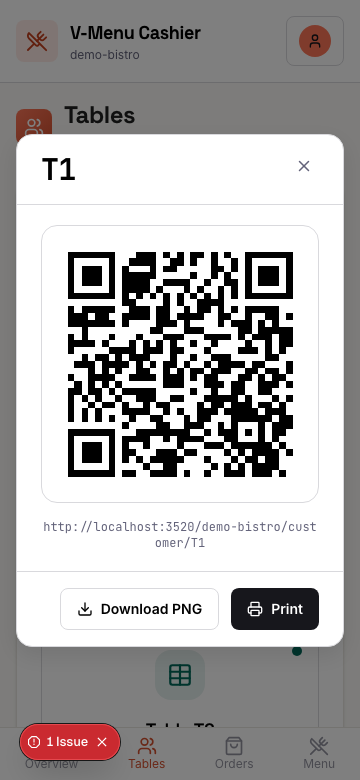 V-Menu Cashier
demo-bistro
Tables
T1
http://localhost:3520/demo-bistro/cust
omer/T1
Download PNG
Print
1 Issue
Overview
Tables
Orders
Menu